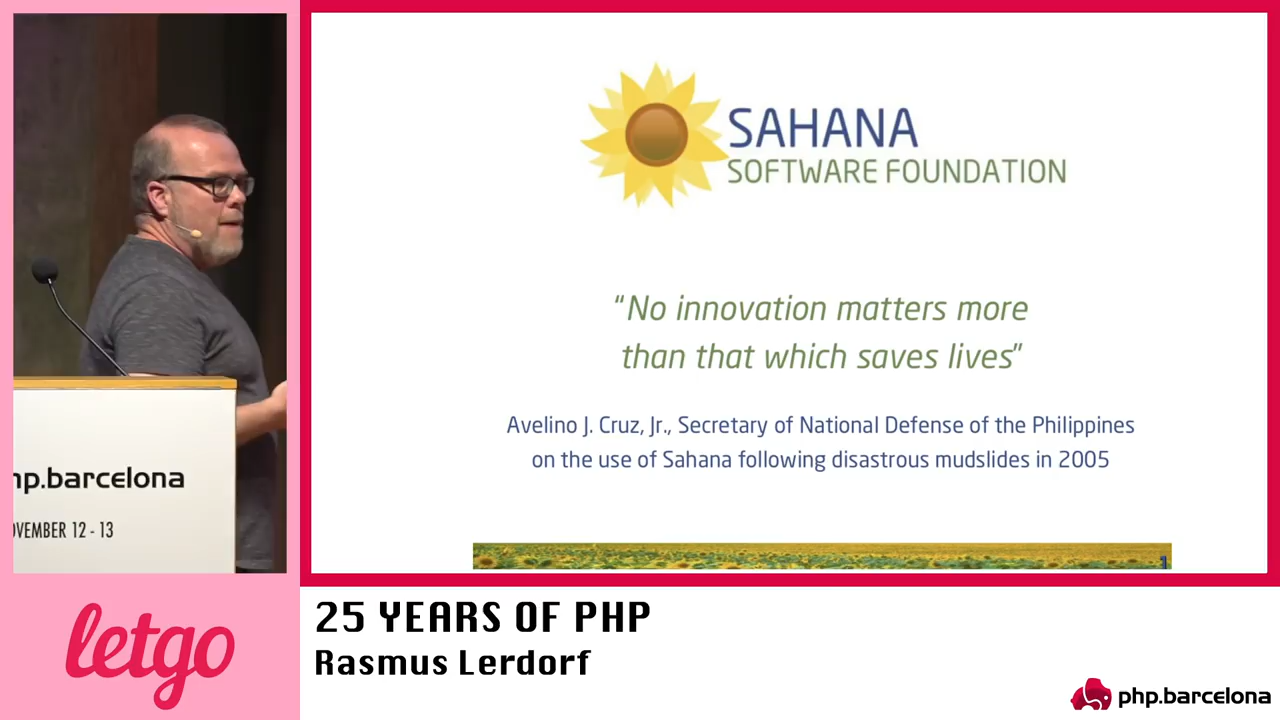 SAHANA
SOFTWARE FOUNDATION
“No innovation matters more
than that which saves lives”
Avelino J. Cruz, Jr., Secretary of National Defense of the Philippines
on the use of Sahana following disastrous mudslides in 2005
hp.barcelona
OVEMBER 12 - 13
letgo
25 YEARS OF PHP
Rasmus Lerdorf
php.barcelona